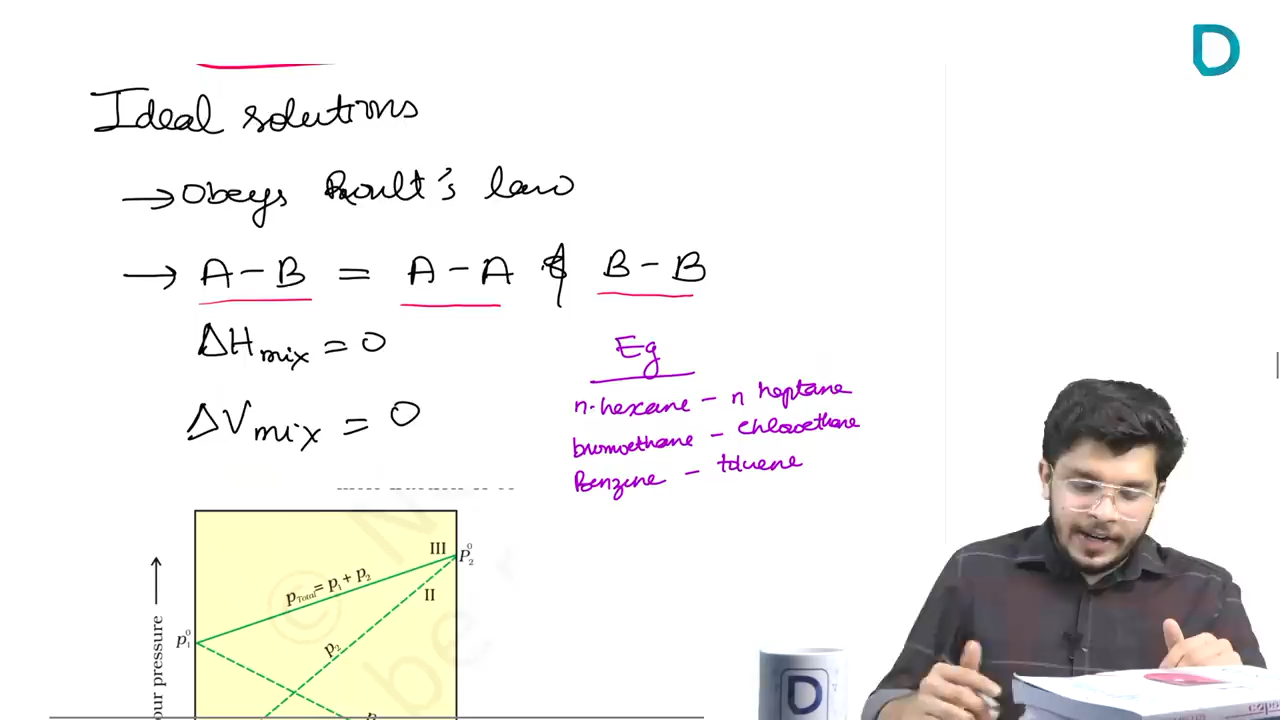 D
Ideal solutions
→ Obeys Raoult's law
→ A - B = A - A & B - B
ΔHmix = 0
ΔVmix = 0
Eg
n-hexane - n heptane
bromoethane - chloroethane
Benzene - toluene
III
P₂⁰
pTotal = p₁ + p₂
II
p₁⁰
p₂
our pressure
D